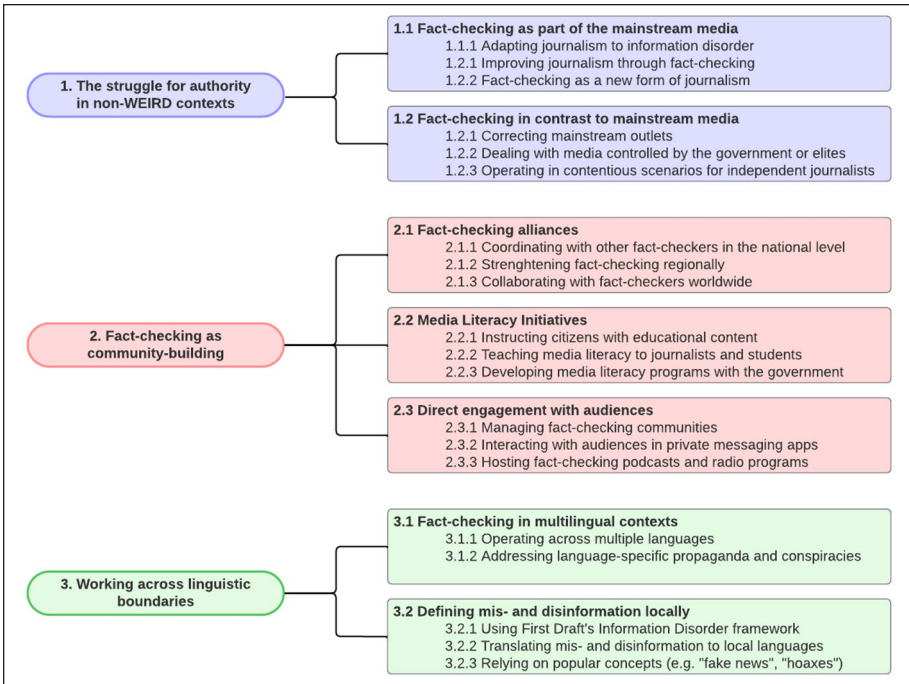 1. The struggle for authority
in non-WEIRD contexts
1.1 Fact-checking as part of the mainstream media
1.1.1 Adapting journalism to information disorder
1.2.1 Improving journalism through fact-checking
1.2.2 Fact-checking as a new form of journalism
1.2 Fact-checking in contrast to mainstream media
1.2.1 Correcting mainstream outlets
1.2.2 Dealing with media controlled by the government or elites
1.2.3 Operating in contentious scenarios for independent journalists
2. Fact-checking as
community-building
2.1 Fact-checking alliances
2.1.1 Coordinating with other fact-checkers in the national level
2.1.2 Strenghtening fact-checking regionally
2.1.3 Collaborating with fact-checkers worldwide
2.2 Media Literacy Initiatives
2.2.1 Instructing citizens with educational content
2.2.2 Teaching media literacy to journalists and students
2.2.3 Developing media literacy programs with the government
2.3 Direct engagement with audiences
2.3.1 Managing fact-checking communities
2.3.2 Interacting with audiences in private messaging apps
2.3.3 Hosting fact-checking podcasts and radio programs
3. Working across linguistic
boundaries
3.1 Fact-checking in multilingual contexts
3.1.1 Operating across multiple languages
3.1.2 Addressing language-specific propaganda and conspiracies
3.2 Defining mis- and disinformation locally
3.2.1 Using First Draft's Information Disorder framework
3.2.2 Translating mis- and disinformation to local languages
3.2.3 Relying on popular concepts (e.g. "fake news", "hoaxes")